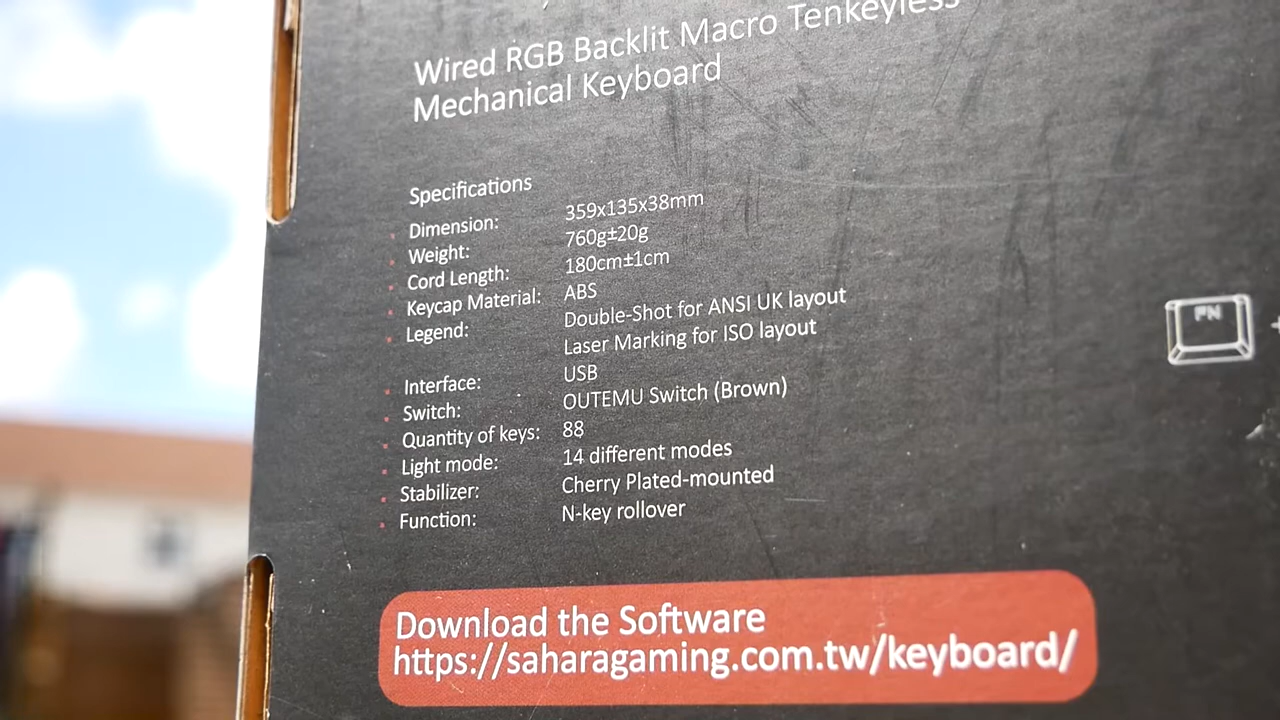 Wired RGB Backlit Macro Tenkeyless
Mechanical Keyboard
Specifications
Dimension: 359x135x38mm
Weight: 760g±20g
Cord Length: 180cm±1cm
Keycap Material: ABS
Legend: Double-Shot for ANSI UK layout
Laser Marking for ISO layout
Interface: USB
Switch: OUTEMU Switch (Brown)
Quantity of keys: 88
Light mode: 14 different modes
Stabilizer: Cherry Plated-mounted
Function: N-key rollover
FN
Download the Software
https://saharagaming.com.tw/keyboard/